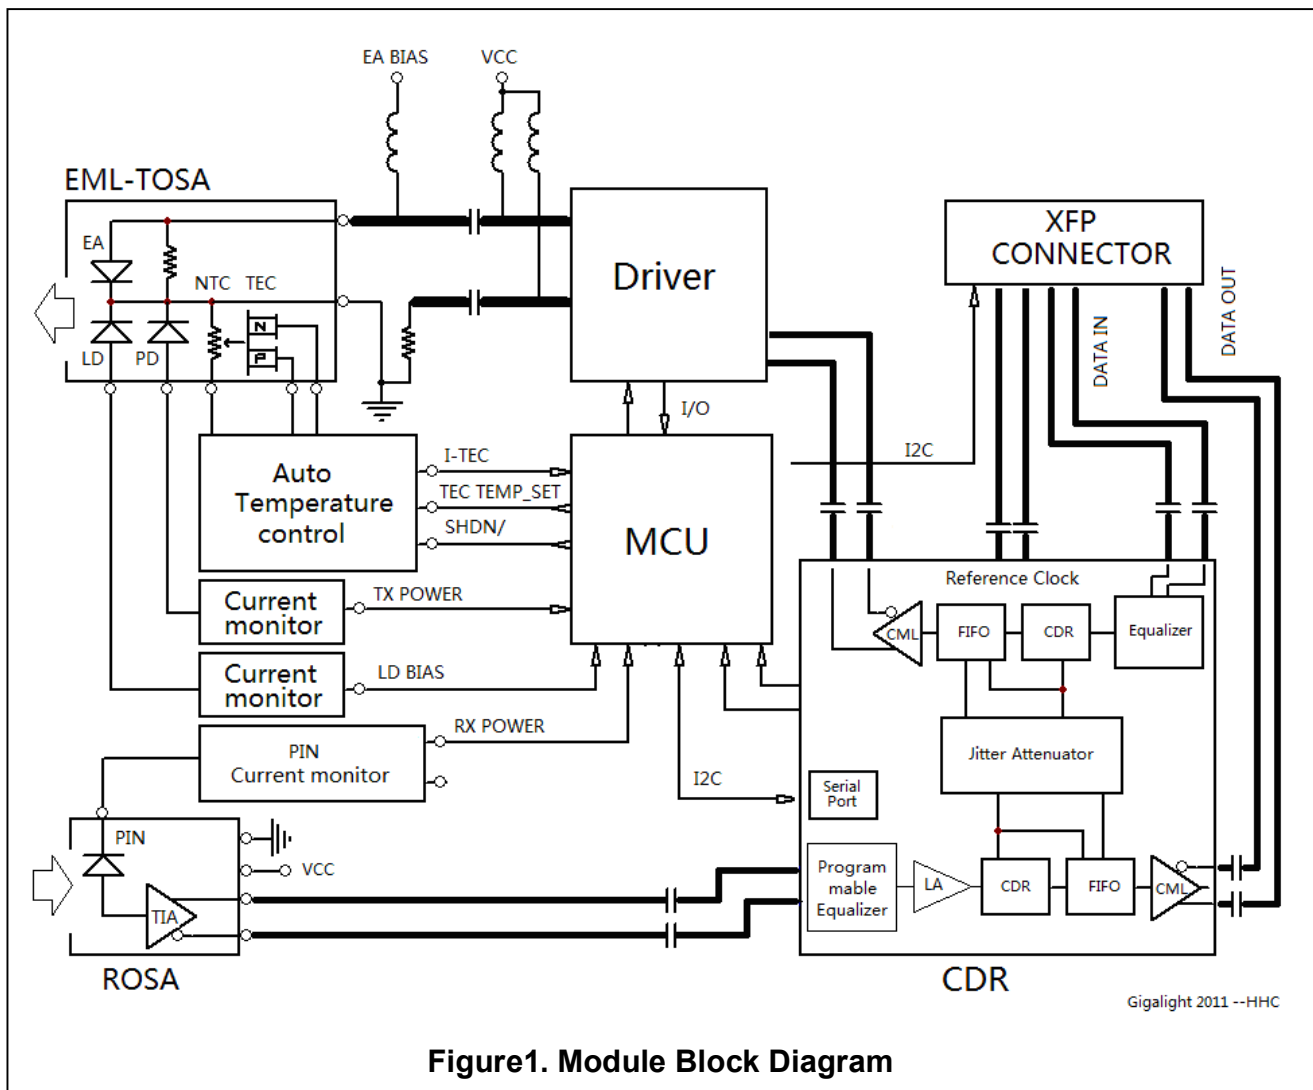 EA BIAS
VCC
EML-TOSA
EA
NTC TEC
N
P
LD
PD
Driver
XFP
CONNECTOR
DATA IN
DATA OUT
I/O
I2C
Auto
Temperature
control
I-TEC
TEC TEMP_SET
SHDN/
MCU
Current
monitor
TX POWER
Current
monitor
LD BIAS
PIN
Current monitor
RX POWER
I2C
Reference Clock
CML
FIFO
CDR
Equalizer
Jitter Attenuator
Serial
Port
Program
mable
Equalizer
LA
CDR
FIFO
CML
PIN
VCC
TIA
ROSA
CDR
Gigalight 2011 --HHC
Figure1. Module Block Diagram